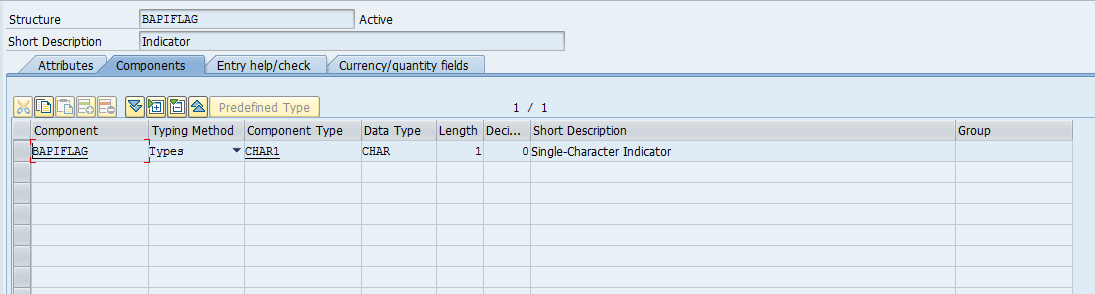 Structure BAPIFLAG Active
Short Description Indicator
Attributes Components Entry help/check Currency/quantity fields
Predefined Type 1 / 1
Component Typing Method Component Type Data Type Length Deci... Short Description Group
BAPIFLAG Types CHAR1 CHAR 1 0 Single-Character Indicator